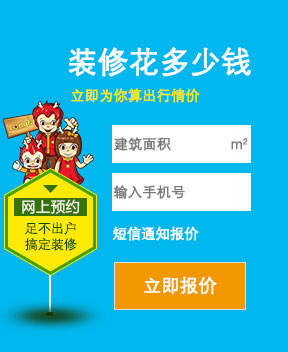 装修花多少钱
立即为你算出行情价
建筑面积 m²
输入手机号
网上预约
足不出户
搞定装修
短信通知报价
立即报价